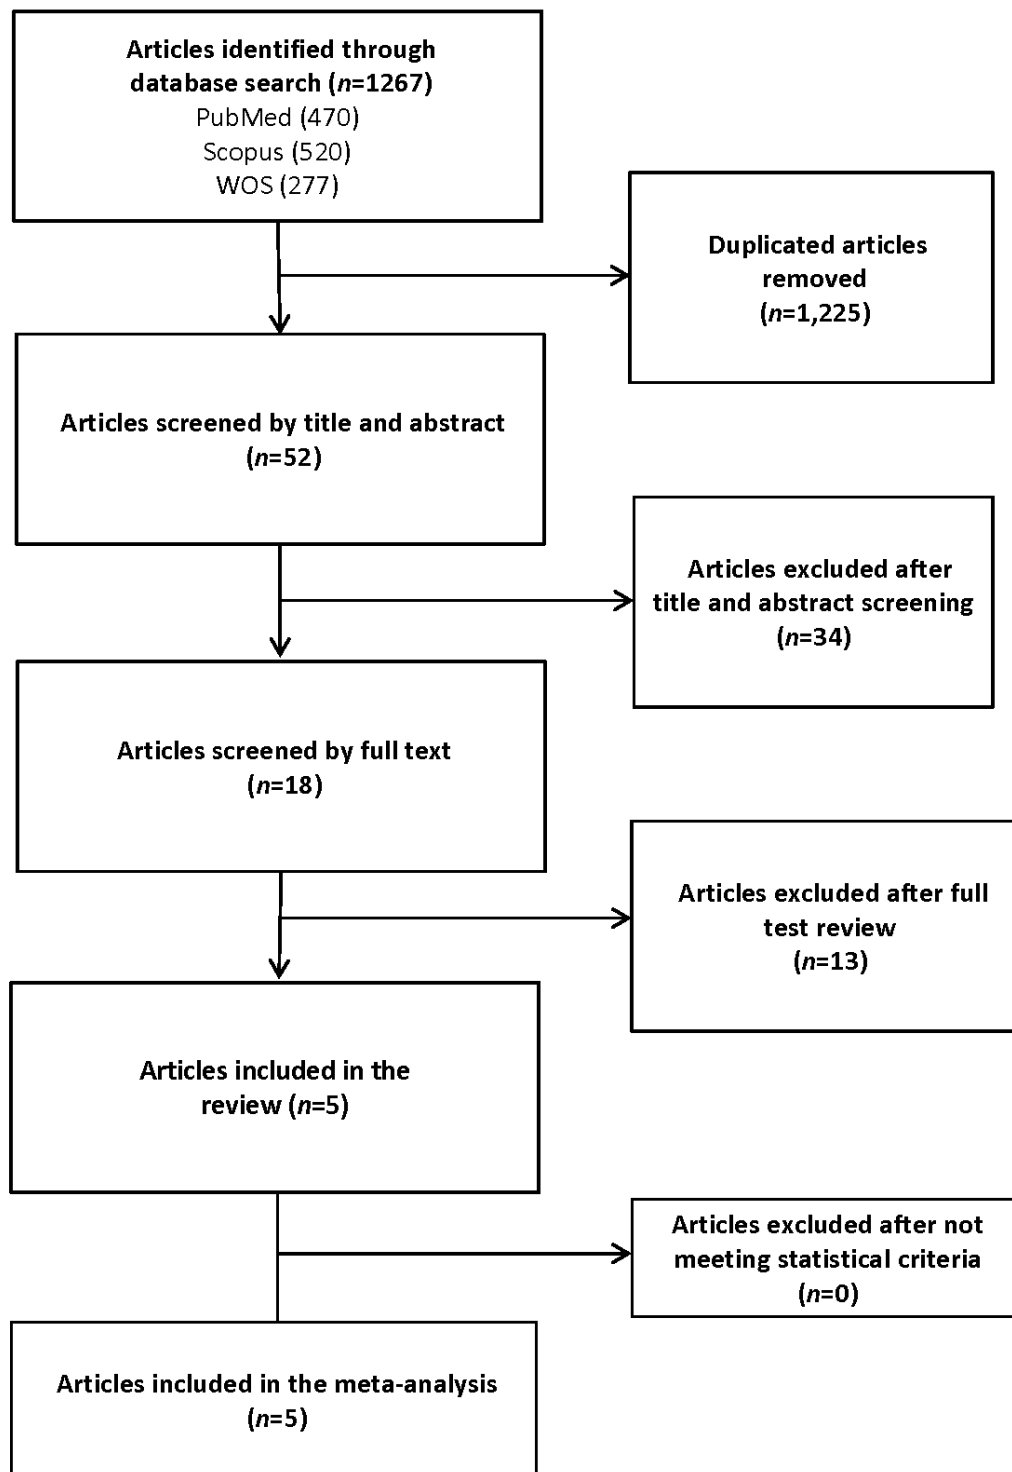 Articles identified through
database search (n=1267)
PubMed (470)
Scopus (520)
WOS (277)
Duplicated articles
removed
(n=1,225)
Articles screened by title and abstract
(n=52)
Articles excluded after
title and abstract screening
(n=34)
Articles screened by full text
(n=18)
Articles excluded after full
test review
(n=13)
Articles included in the
review (n=5)
Articles excluded after not
meeting statistical criteria
(n=0)
Articles included in the meta-analysis
(n=5)